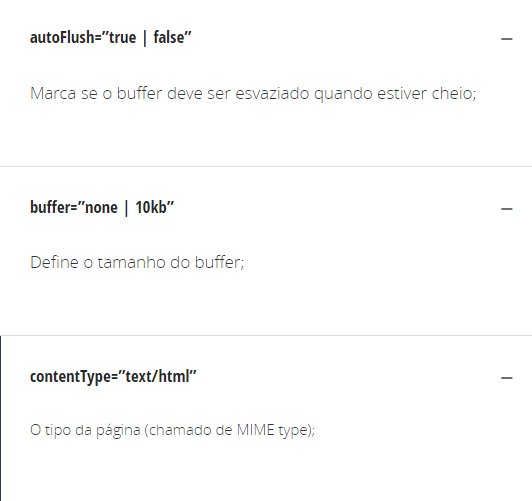 autoFlush=”true | false”
Marca se o buffer deve ser esvaziado quando estiver cheio;
buffer=”none | 10kb”
Define o tamanho do buffer;
contentType=”text/html”
O tipo da página (chamado de MIME type);